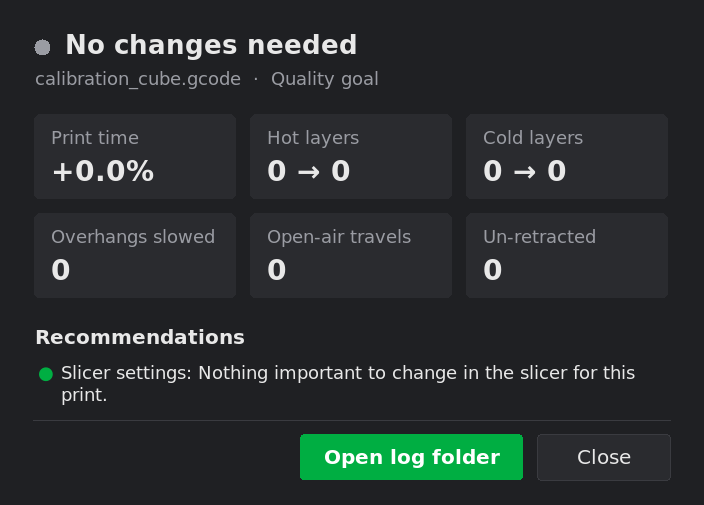 No changes needed
calibration_cube.gcode · Quality goal
Print time
Hot layers
Cold layers
+0.0%
0 → 0
0 → 0
Overhangs slowed
Open-air travels
Un-retracted
0
0
0
Recommendations
Slicer settings: Nothing important to change in the slicer for this
print.
Open log folder
Close